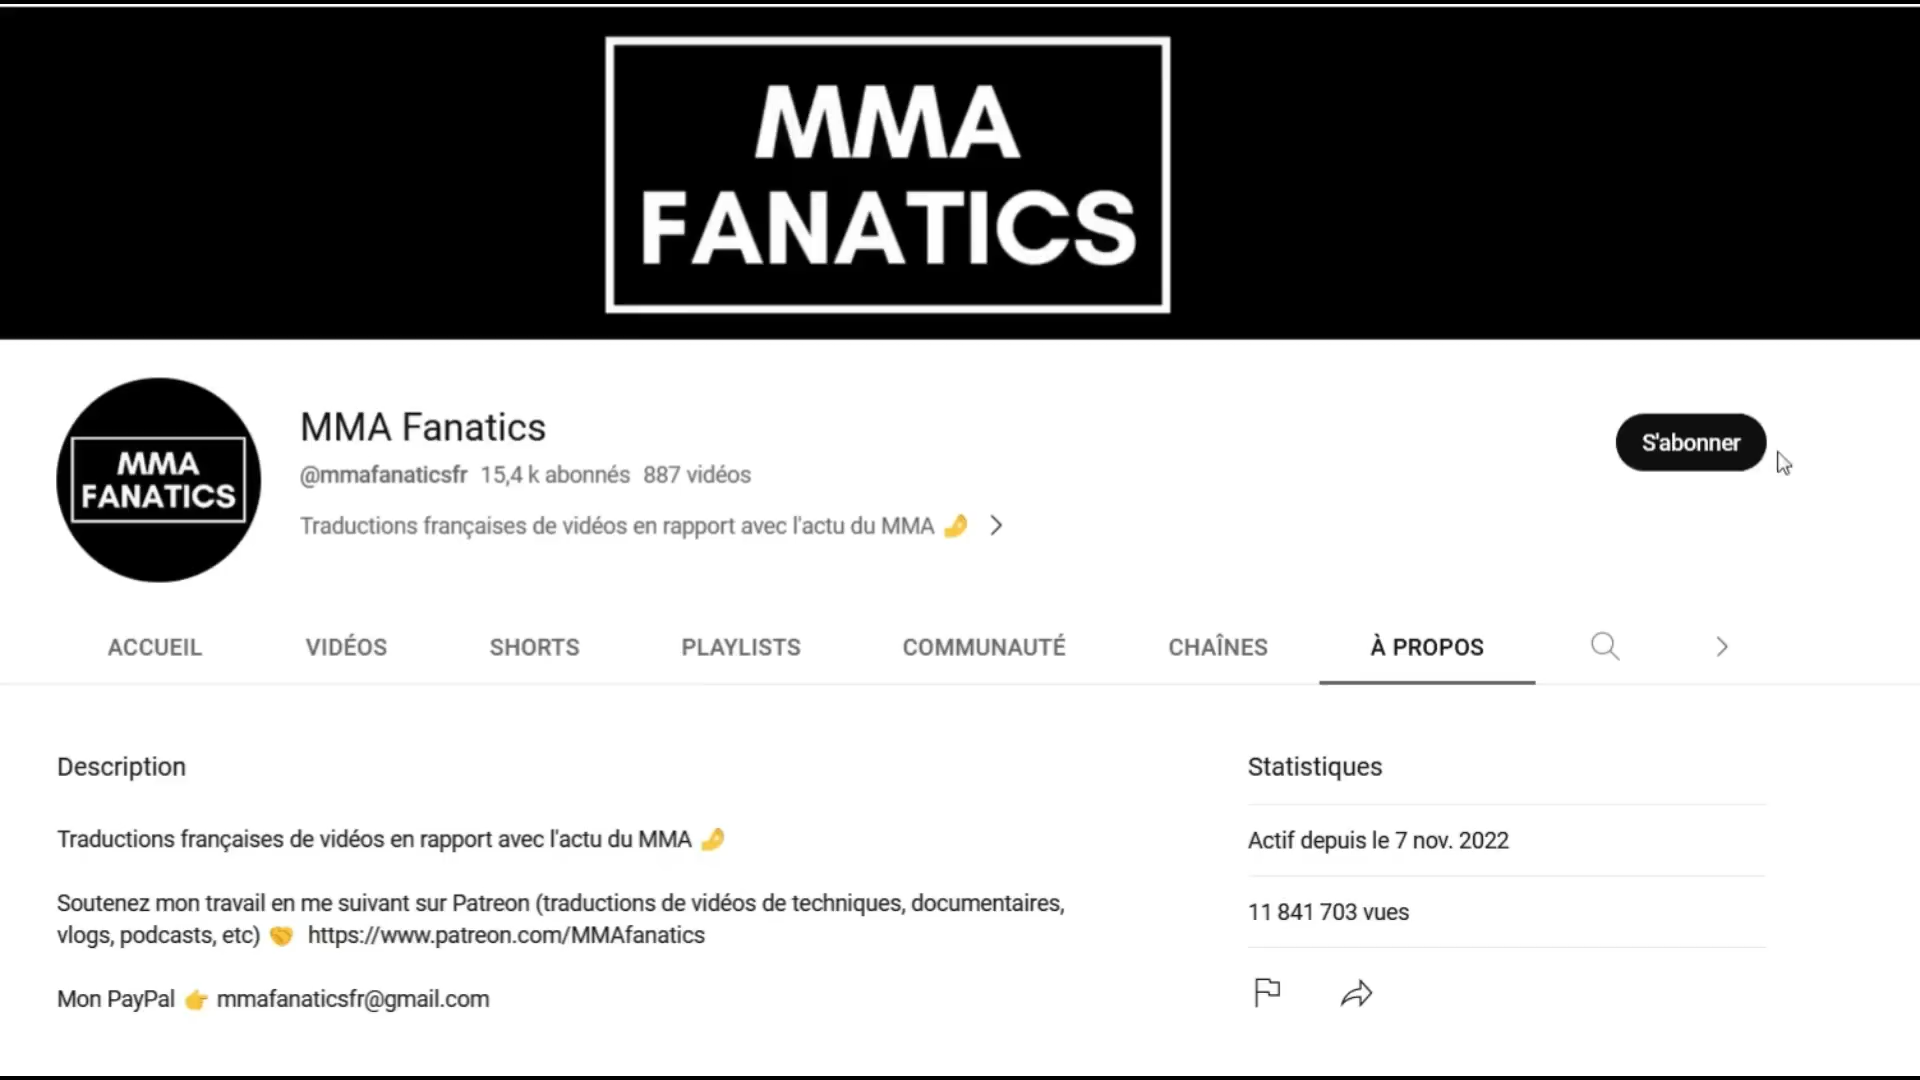 MMA
FANATICS
MMA
FANATICS
MMA Fanatics
@mmafanaticsfr 15,4 k abonnés 887 vidéos
Traductions françaises de vidéos en rapport avec l'actu du MMA 🤌
S'abonner
ACCUEIL VIDÉOS SHORTS PLAYLISTS COMMUNAUTÉ CHAÎNES À PROPOS
Description
Traductions françaises de vidéos en rapport avec l'actu du MMA 🤌
Soutenez mon travail en me suivant sur Patreon (traductions de vidéos de techniques, documentaires,
vlogs, podcasts, etc) 🤝 https://www.patreon.com/MMAfanatics
Mon PayPal 👉 mmafanaticsfr@gmail.com
Statistiques
Actif depuis le 7 nov. 2022
11 841 703 vues